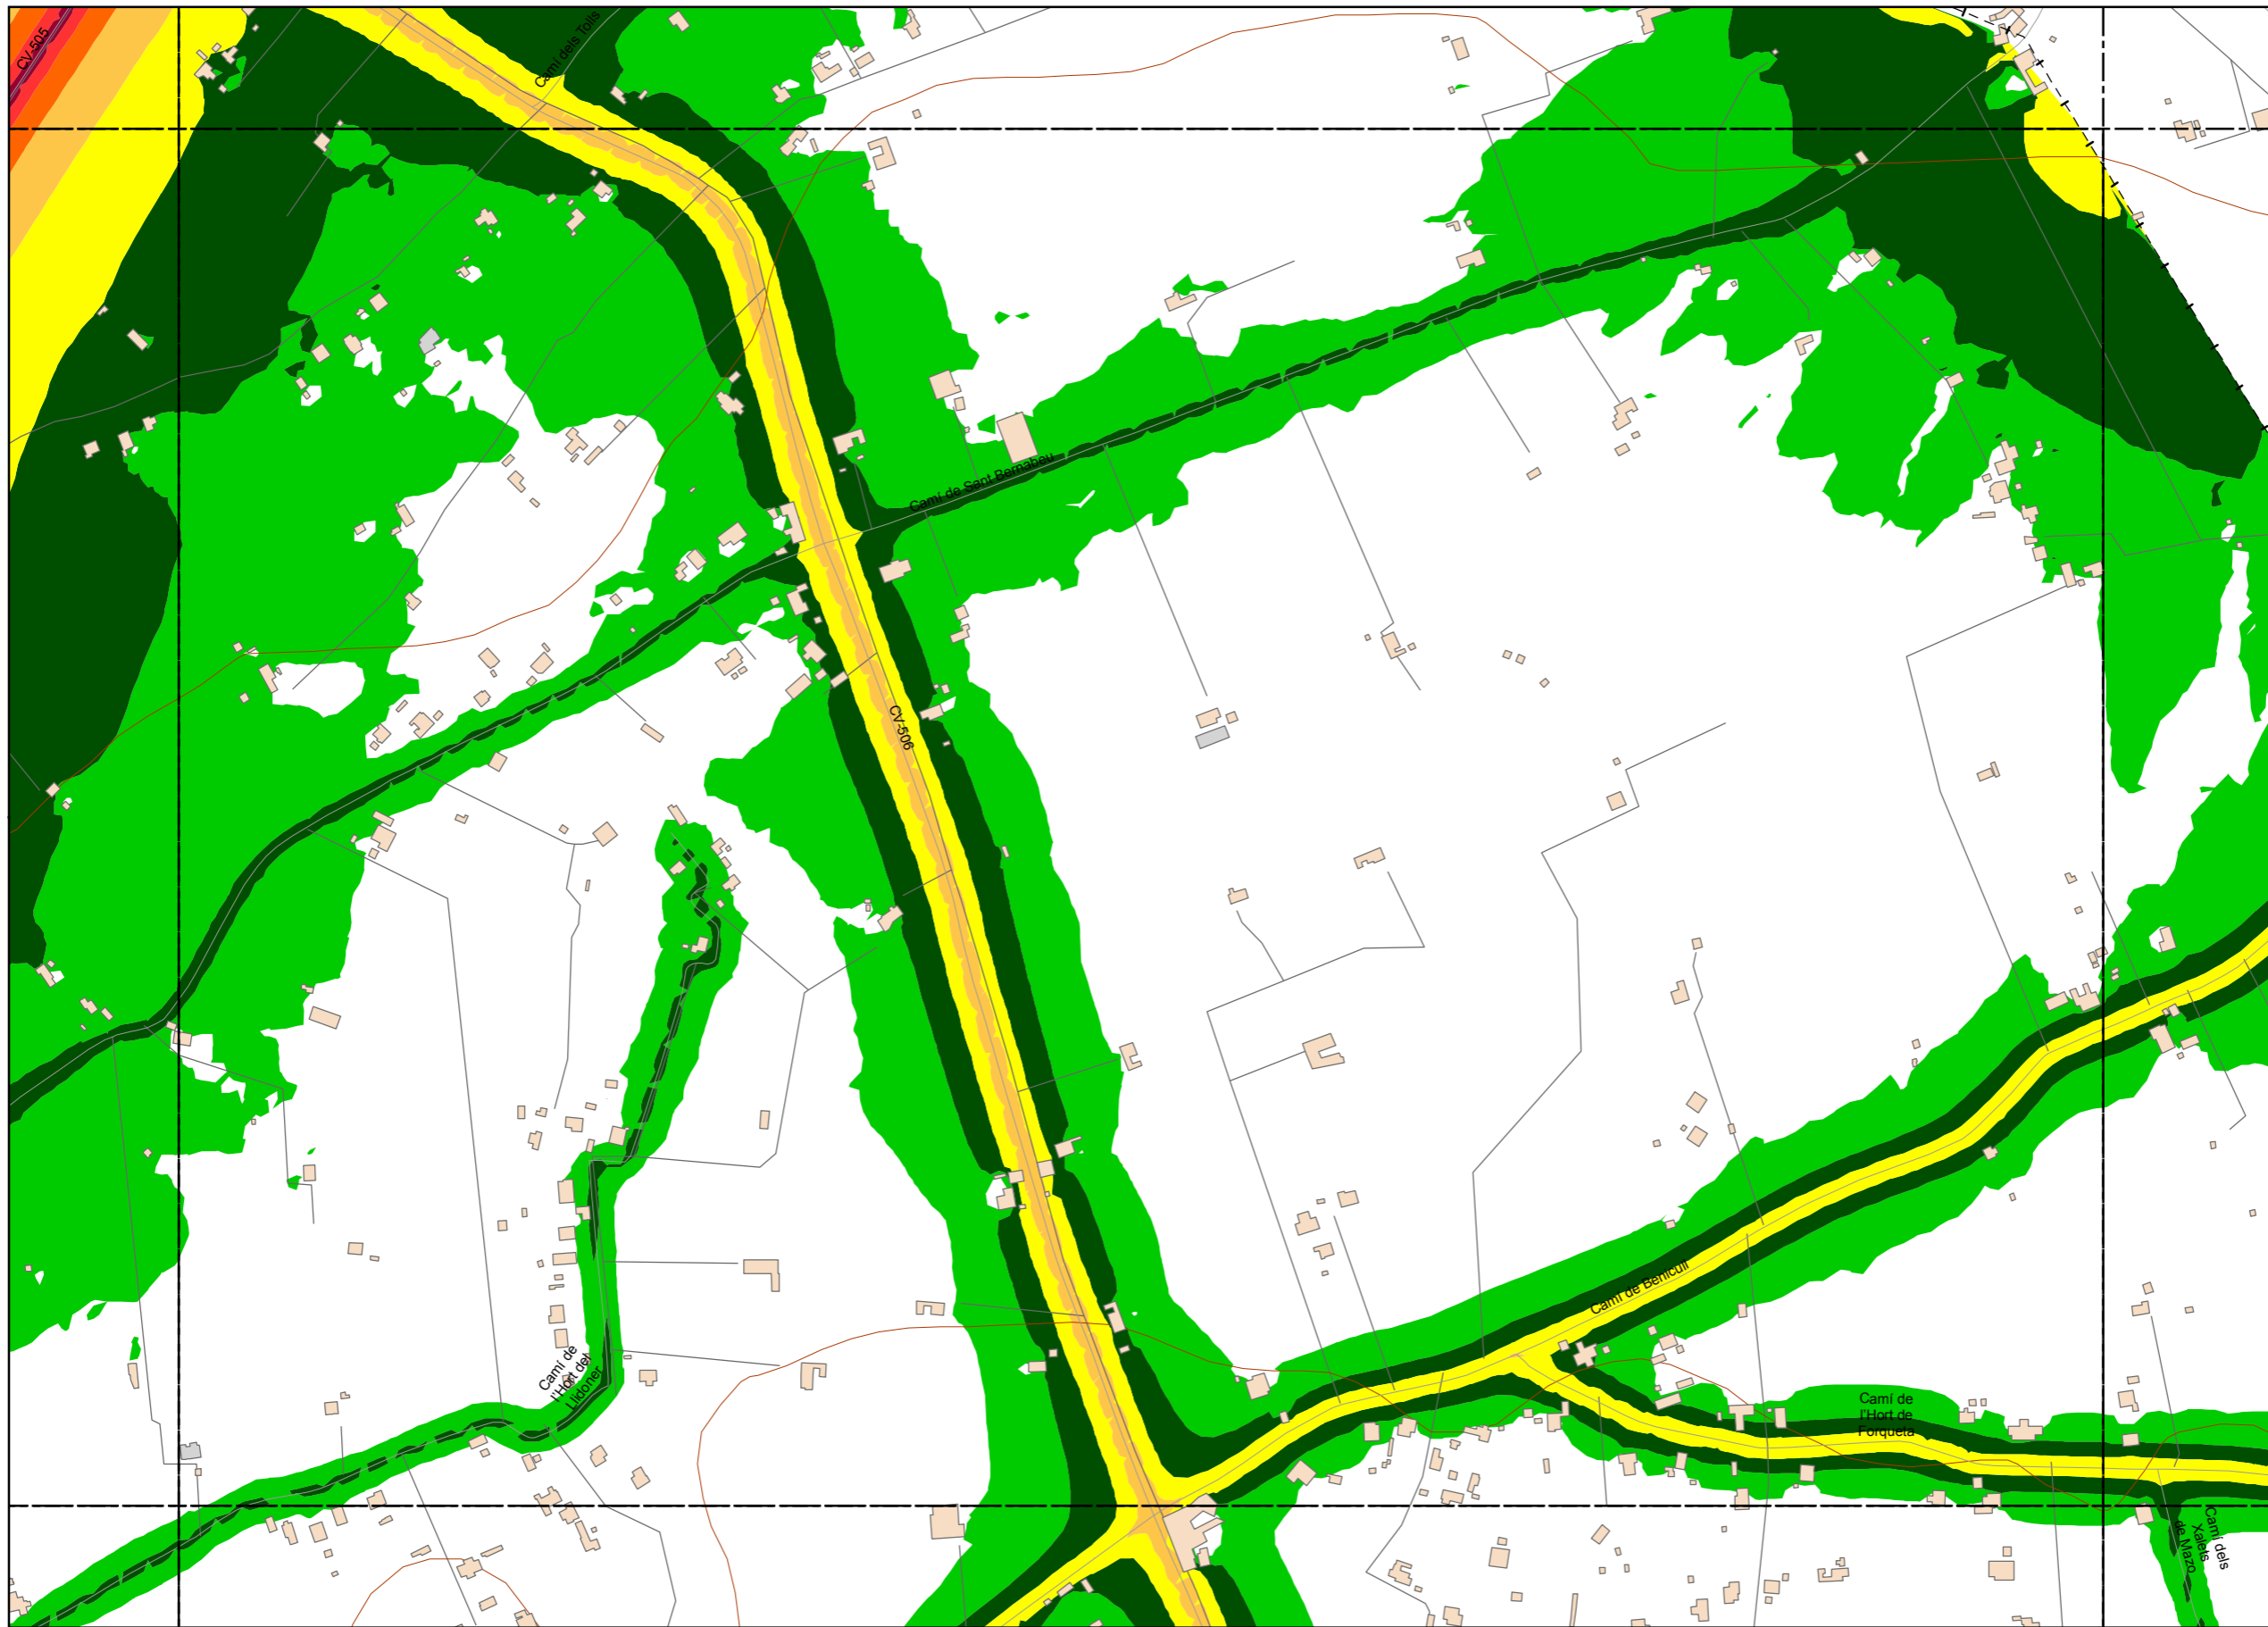 CV-505
Camí dels Tolls
Camí de Sant Bernabeu
CV-506
Camí de Benicull
Camí de
l'Hort del
Llidoner
Camí de
l'Hort de
Forqueta
Camí dels
Xalets
de Mazo